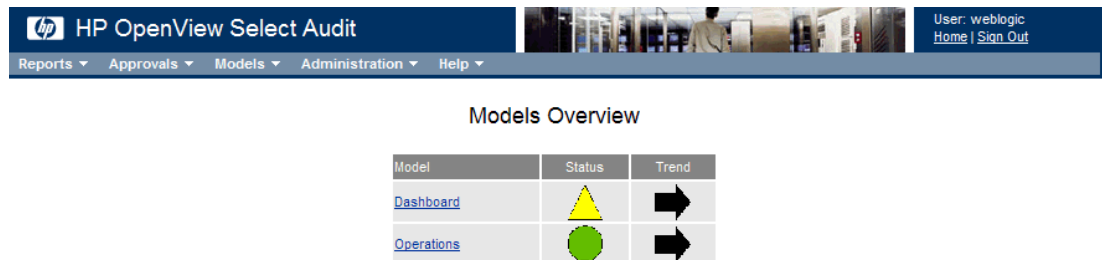 hp HP OpenView Select Audit
User: weblogic
Home | Sign Out
Reports Approvals Models Administration Help
Models Overview
Model Status Trend
Dashboard
Operations